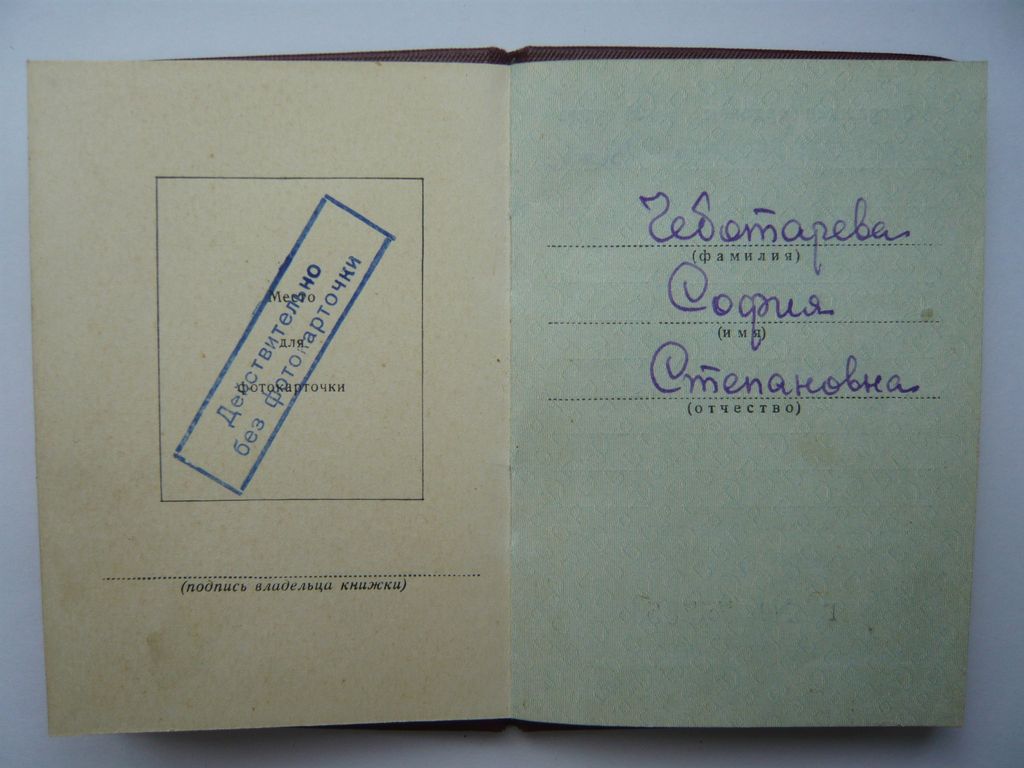 Место
для
фотокарточки
Действительно
без фотокарточки
(подпись владельца книжки)
Чеботарева
(фамилия)
София
(имя)
Степановна
(отчество)